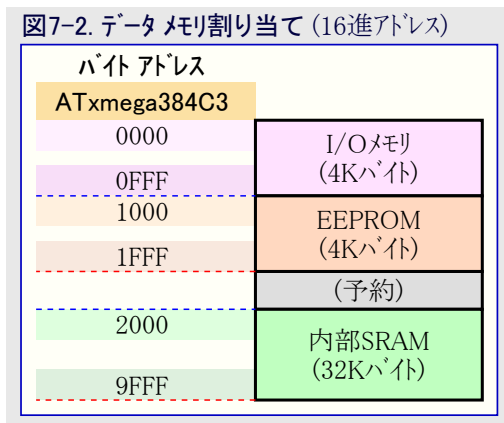 図7-2. データ メモリ割り当て (16進アドレス)
バイト アドレス
ATxmega384C3
0000
0FFF
I/Oメモリ
(4Kバイト)
1000
1FFF
EEPROM
(4Kバイト)
(予約)
2000
9FFF
内部SRAM
(32Kバイト)